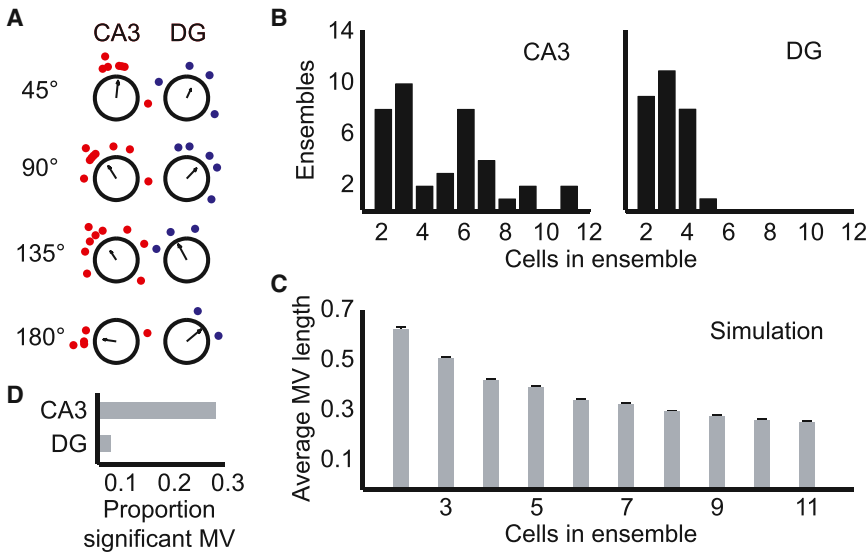 A
CA3 DG
45°
90°
135°
180°
B
14
10
6
2
Ensembles
CA3
DG
2 4 6 8 10 12
2 4 6 8 10 12
Cells in ensemble
C
0.7
0.5
0.3
0.1
Average MV length
Simulation
3 5 7 9 11
Cells in ensemble
D
CA3
DG
0.1 0.2 0.3
Proportion
significant MV